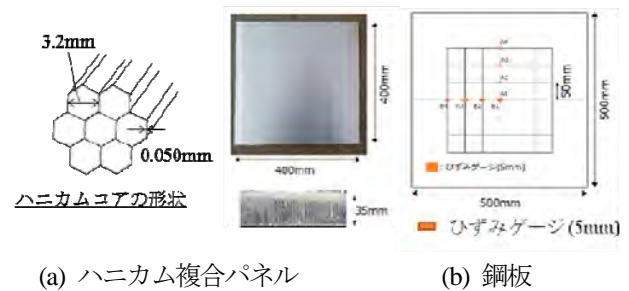 3.2mm
0.050mm
ハニカムコアの形状
400mm
480mm
35mm
50mm
500mm
: ひずみゲージ(5mm)
500mm
ひずみゲージ (5mm)
(a) ハニカム複合パネル
(b) 鋼板